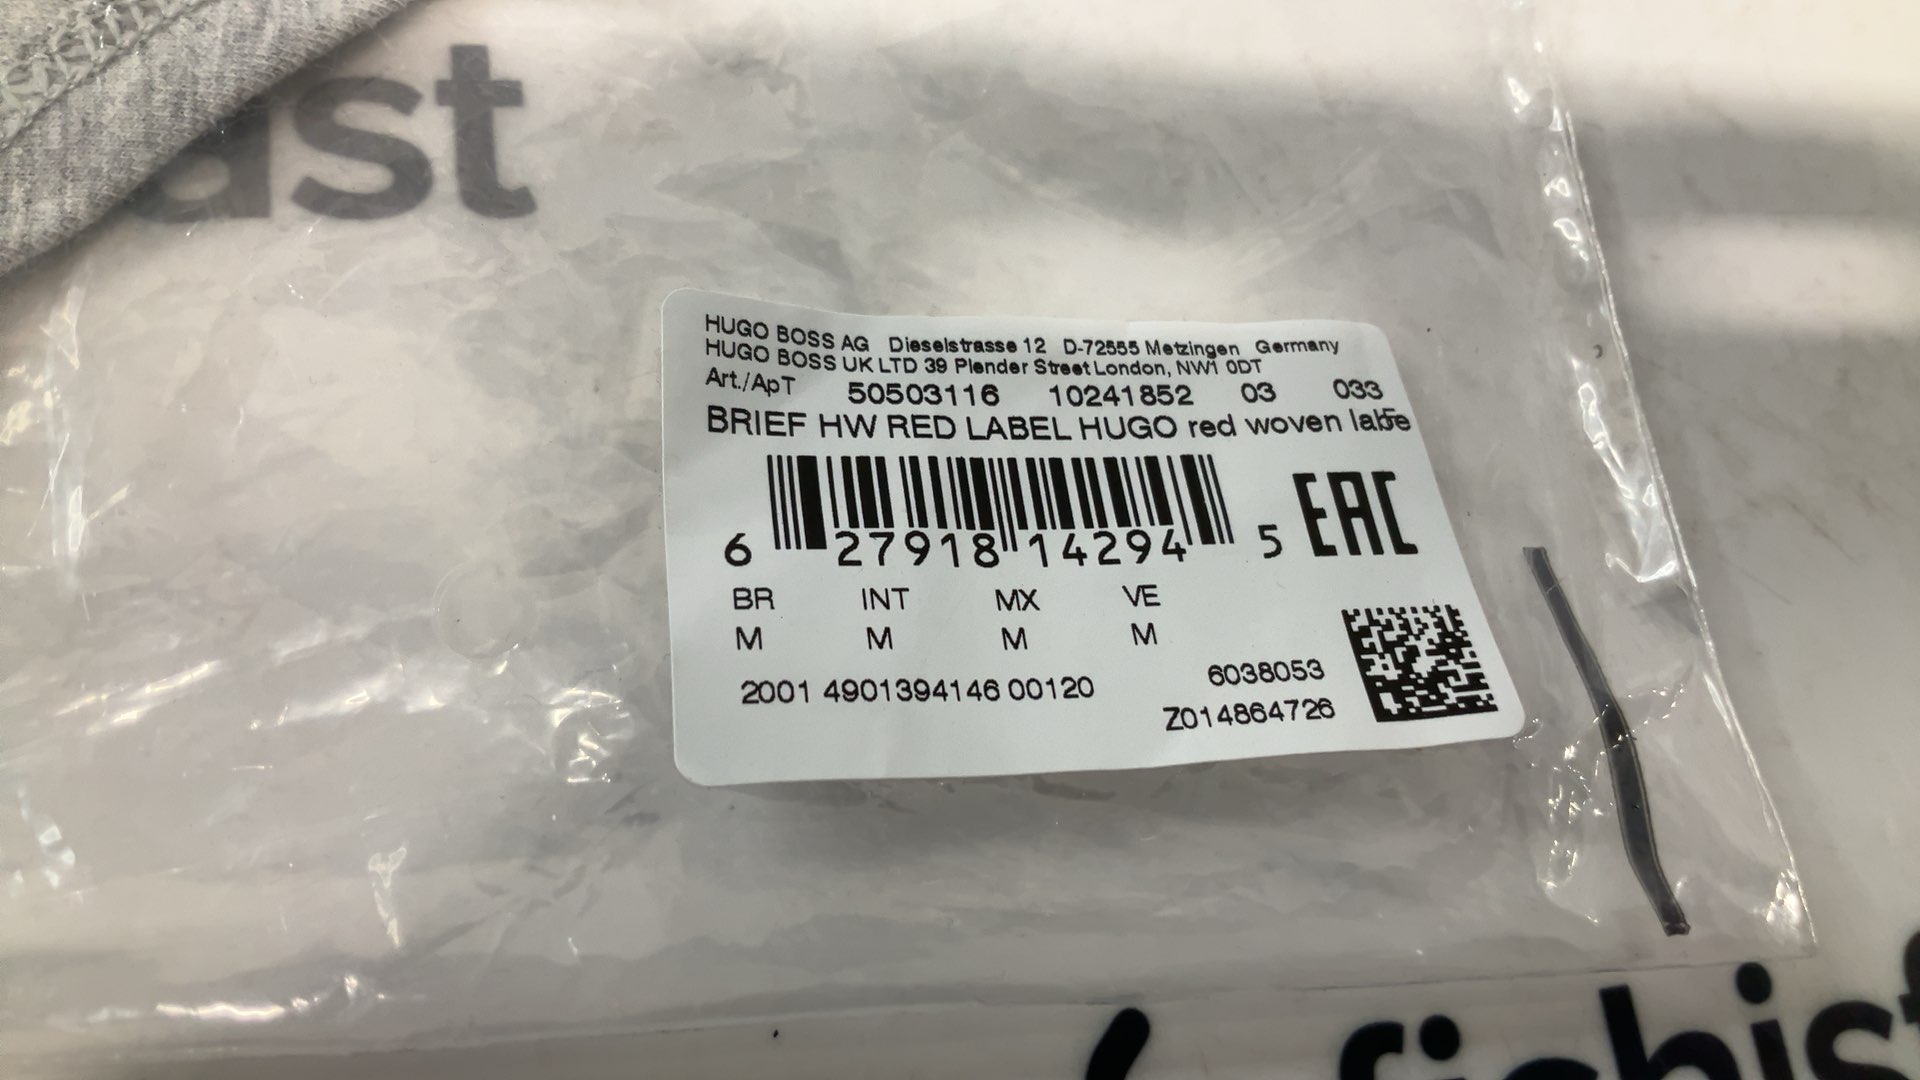 ast
HUGO BOSS AG Dieselstrasse 12 D-72555 Metzingen Germany
HUGO BOSS UK LTD 39 Plender Street London, NW1 0DT
Art./АрТ 50503116 10241852 03 033
BRIEF HW RED LABEL HUGO red woven labe
6 27918 14294 5 EAC
BR INT MX VE
M M M M
2001 4901394146 00120
6038053
Z014864726